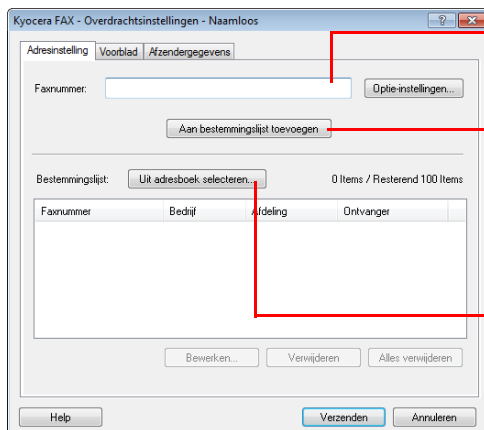 Kyocera FAX - Overdrachtsinstellingen - Naamloos
Adresinstelling Voorblad Afzendergegevens
Faxnummer: Optie-instellingen...
Aan bestemmingslijst toevoegen
Bestemmingslijst: Uit adresboek selecteren... 0 Items / Resterend 100 Items
Faxnummer Bedrijf Afdeling Ontvanger
Bewerken... Verwijderen Alles verwijderen
Help Verzenden Annuleren